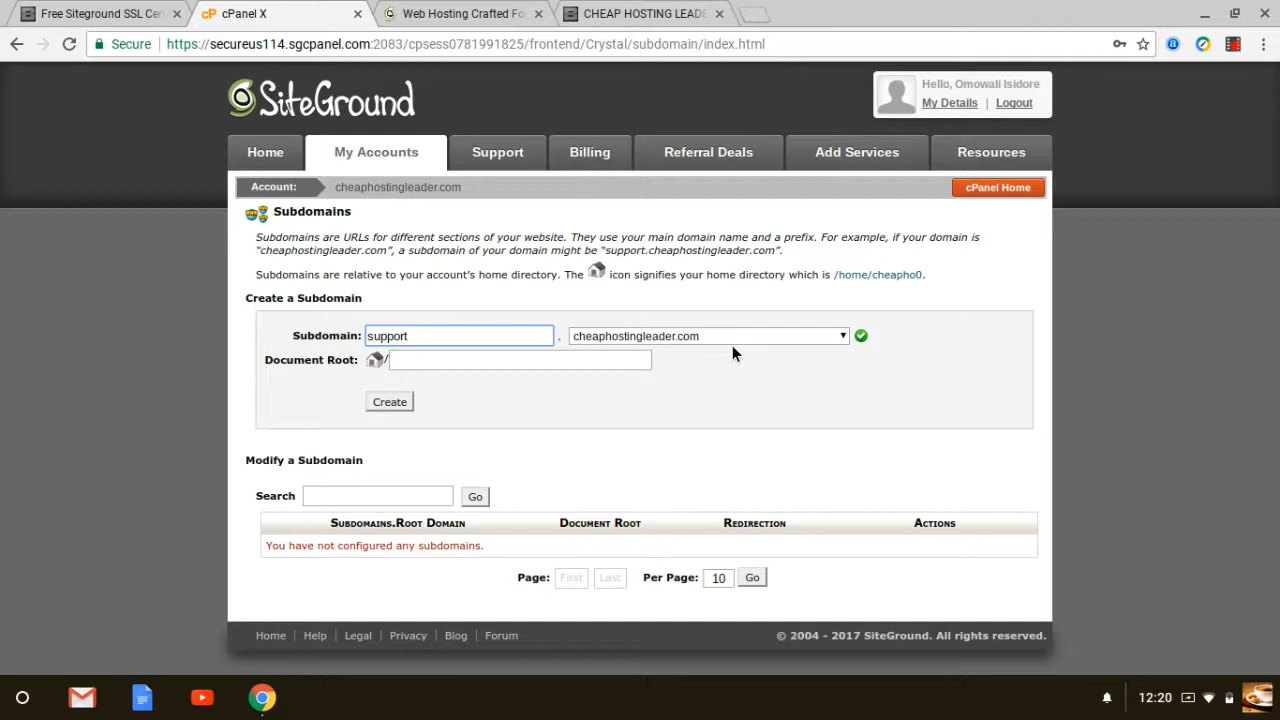 Free Siteground SSL Cer
cPanel X
Web Hosting Crafted Fo
CHEAP HOSTING LEAD
Secure
https://secureus114.sgcpanel.com:2083/cpsess0781991825/frontend/Crystal/subdomain/index.html
SiteGround
Hello, Omowali Isidore
My Details | Logout
Home
My Accounts
Support
Billing
Referral Deals
Add Services
Resources
Account:
cheaphostingleader.com
cPanel Home
Subdomains
Subdomains are URLs for different sections of your website. They use your main domain name and a prefix. For example, if your domain is
"cheaphostingleader.com", a subdomain of your domain might be "support.cheaphostingleader.com".
Subdomains are relative to your account's home directory. The icon signifies your home directory which is /home/cheapho0.
Create a Subdomain
Subdomain: support . cheaphostingleader.com
Document Root: /
Create
Modify a Subdomain
Search Go
Subdomains.Root Domain Document Root Redirection Actions
You have not configured any subdomains.
Page: First Last Per Page: 10 Go
Home | Help | Legal | Privacy | Blog | Forum
© 2004 - 2017 SiteGround. All rights reserved.
12:20